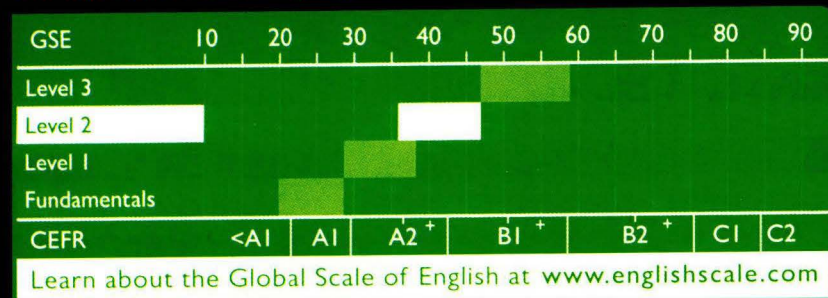 GSE 10 20 30 40 50 60 70 80 90
Level 3
Level 2
Level 1
Fundamentals
CEFR <A1 A1 A2 + B1 + B2 + C1 C2
Learn about the Global Scale of English at www.englishscale.com